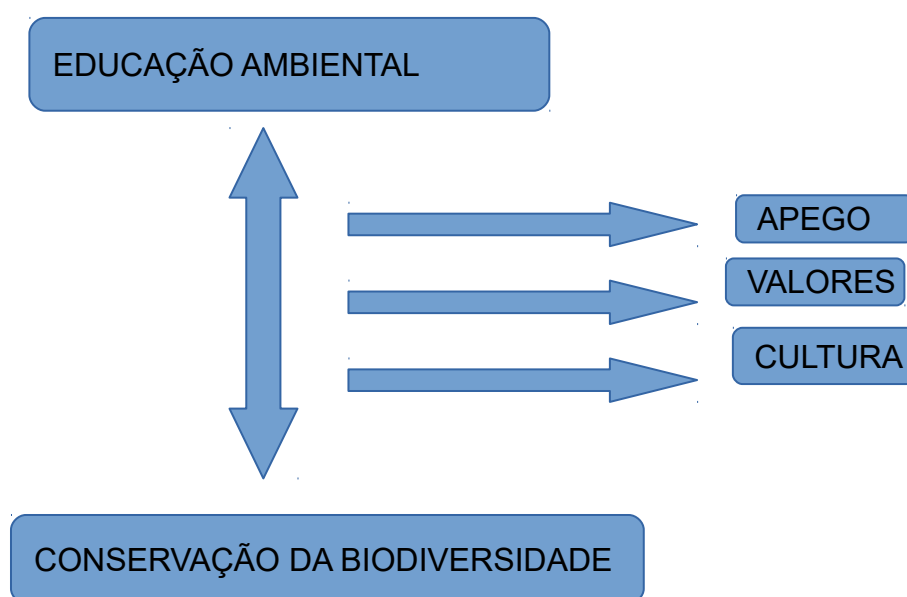 EDUCAÇÃO AMBIENTAL
APEGO
VALORES
CULTURA
CONSERVAÇÃO DA BIODIVERSIDADE